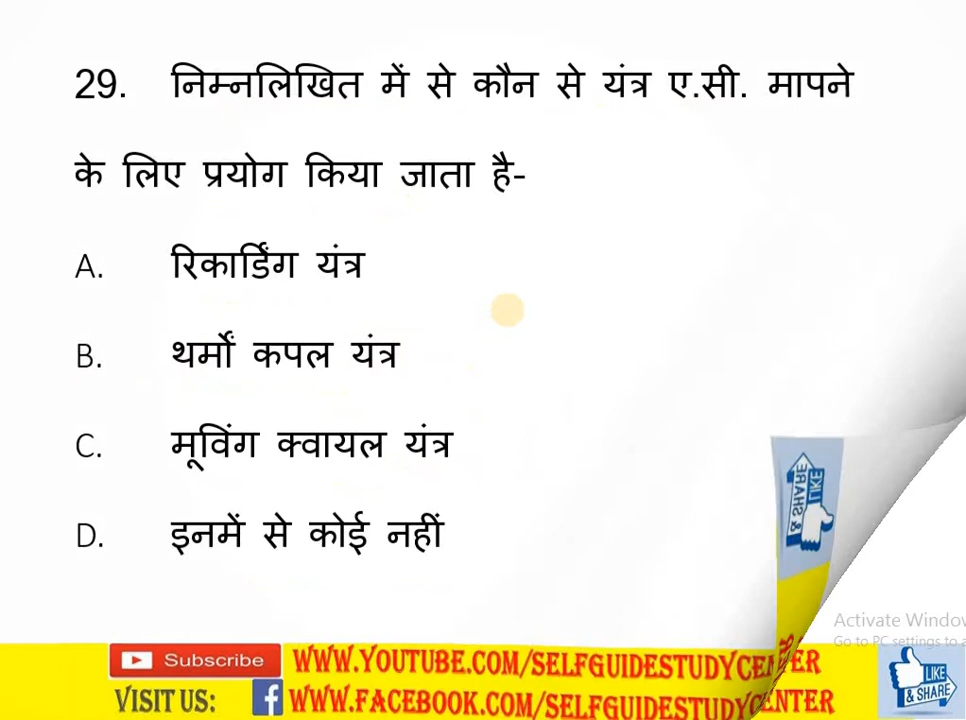 29. निम्नलिखित में से कौन से यंत्र ए.सी. मापने
के लिए प्रयोग किया जाता है-
A. रिकार्डिंग यंत्र
B. थर्मों कपल यंत्र
C. मूविंग क्वायल यंत्र
D. इनमें से कोई नहीं
LIKE
& SHARE
Activate Window
Go to PC settings to a
Subscribe WWW.YOUTUBE.COM/SELFGUIDESTUDYCENTER
VISIT US: f WWW.FACEBOOK.COM/SELFGUIDESTUDYCENTER
LIKE
& SHARE